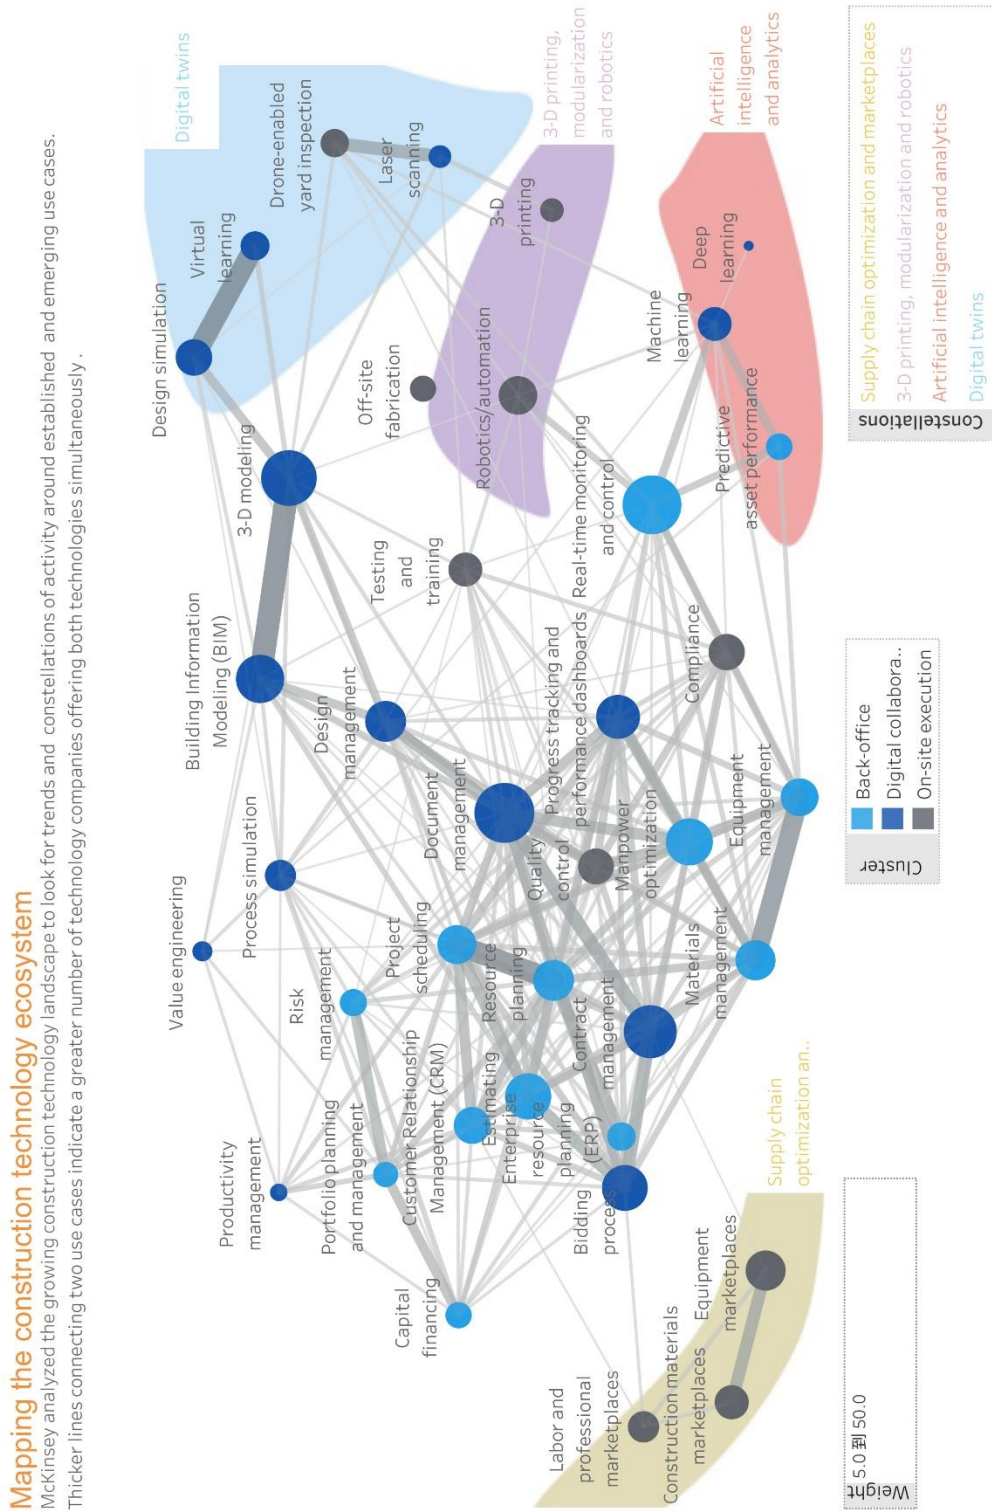 Mapping the construction technology ecosystem
McKinsey analyzed the growing construction technology landscape to look for trends and constellations of activity around established and emerging use cases.
Thicker lines connecting two use cases indicate a greater number of technology companies offering both technologies simultaneously.
Value engineering
Process simulation
Productivity
management
Risk
management
Portfolio planning
and management
Building Information
Modeling (BIM)
Design simulation
Virtual
learning
Digital twins
3-D modeling
Drone-enabled
yard inspection
Laser
scanning
Design
management
Testing
and
training
Off-site
fabrication
Capital
financing
Customer Relationship
Management (CRM)
Project
scheduling
Document
management
Robotics/automation
3-D
printing
3-D printing,
modularization
and robotics
Estimating
Enterprise
resource
planning
(ERP)
Resource
planning
Quality
control
Progress tracking and
performance dashboards
Real-time monitoring
and control
Bidding
process
Contract
management
Manpower
optimization
Machine
learning
Deep
learning
Artificial
intelligence
and analytics
Labor and
professional
marketplaces
Construction materials
marketplaces
Equipment
marketplaces
Materials
management
Equipment
management
Compliance
Predictive
asset performance
Supply chain
optimization an..
Weight
5.0 到 50.0
Cluster
Back-office
Digital collabora..
On-site execution
Constellations
Supply chain optimization and marketplaces
3-D printing, modularization and robotics
Artificial intelligence and analytics
Digital twins